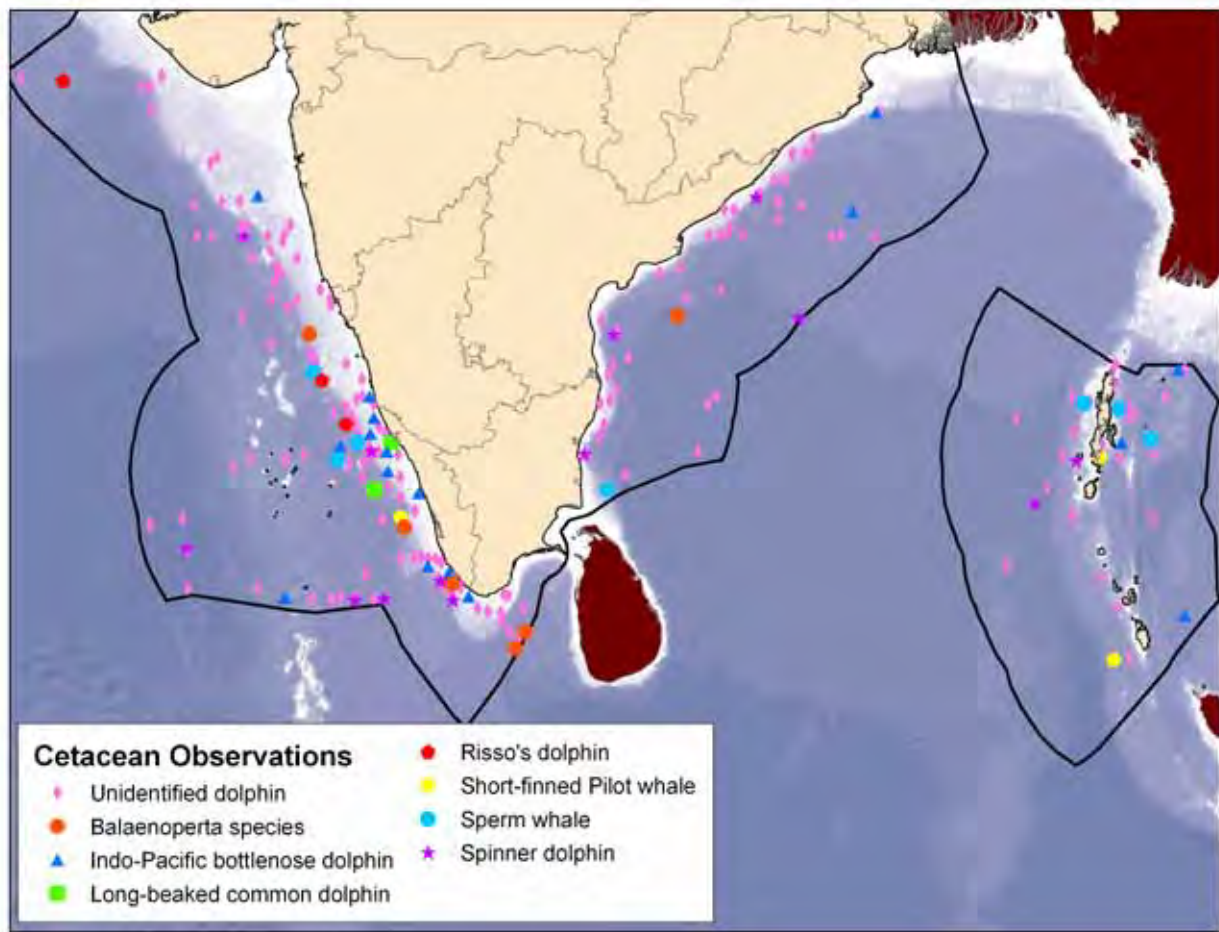 Cetacean Observations
Unidentified dolphin
Balaenoperta species
Indo-Pacific bottlenose dolphin
Long-beaked common dolphin
Risso's dolphin
Short-finned Pilot whale
Sperm whale
Spinner dolphin